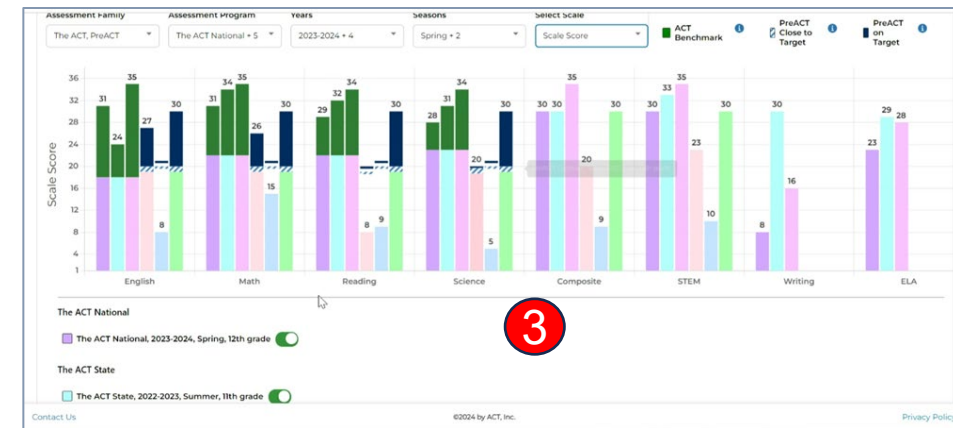 Assessment Family Assessment Program Years Seasons Select Scale
The ACT, PreACT The ACT National + 5 2023-2024 + 4 Spring + 2 Scale Score
ACT Benchmark
PreACT Close to Target
PreACT on Target
Scale Score
36
32
28
24
20
16
12
8
4
1
31 24 35 27 8 30
31 34 35 26 15 30
29 32 34 8 9 30
28 31 34 20 5 30
30 30 35 20 9 30
30 33 35 23 10 30
8 30 16
23 29 28
English Math Reading Science Composite STEM Writing ELA
3
The ACT National
The ACT National, 2023-2024, Spring, 12th grade
The ACT State
The ACT State, 2022-2023, Summer, 11th grade
Contact Us ©2024 by ACT, Inc. Privacy Policy